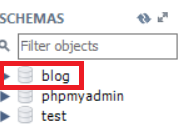 SCHEMAS
Filter objects
blog
phpmyadmin
test